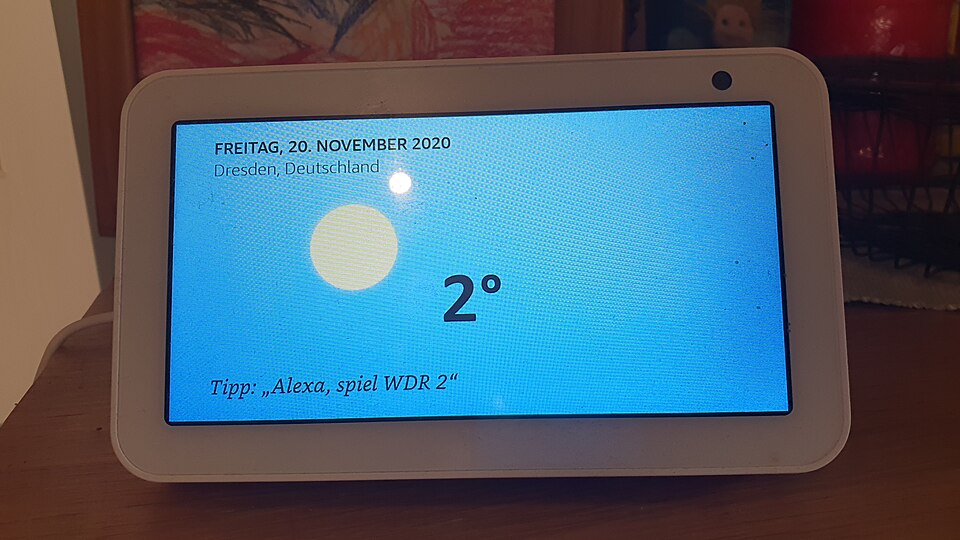 FREITAG, 20. NOVEMBER 2020
Dresden, Deutschland
2°
Tipp: „Alexa, spiel WDR 2“